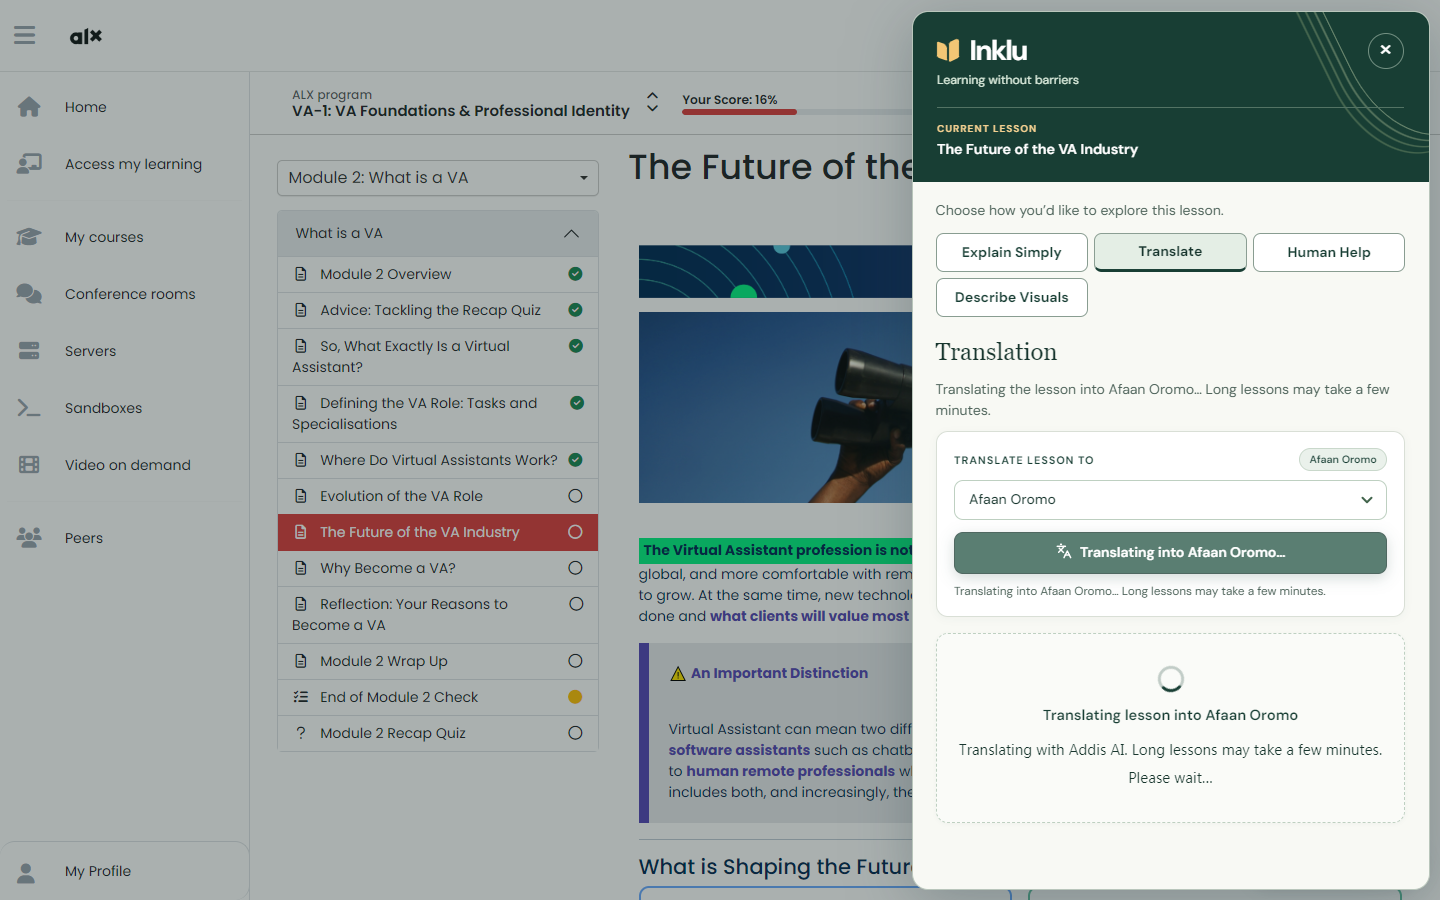 alx
Home
Access my learning
My courses
Conference rooms
Servers
Sandboxes
Video on demand
Peers
My Profile
ALX program
VA-1: VA Foundations & Professional Identity
Your Score: 16%
Module 2: What is a VA
What is a VA
Module 2 Overview
Advice: Tackling the Recap Quiz
So, What Exactly Is a Virtual
Assistant?
Defining the VA Role: Tasks and
Specialisations
Where Do Virtual Assistants Work?
Evolution of the VA Role
The Future of the VA Industry
Why Become a VA?
Reflection: Your Reasons to
Become a VA
Module 2 Wrap Up
End of Module 2 Check
? Module 2 Recap Quiz
The Future of the
The Virtual Assistant profession is not
global, and more comfortable with rem
to grow. At the same time, new technol
done and what clients will value most
An Important Distinction
Virtual Assistant can mean two diff
software assistants such as chatb
to human remote professionals w
includes both, and increasingly, the
What is Shaping the Futur
Inklu
Learning without barriers
CURRENT LESSON
The Future of the VA Industry
Choose how you'd like to explore this lesson.
Explain Simply
Translate
Human Help
Describe Visuals
Translation
Translating the lesson into Afaan Oromo... Long lessons may take a few
minutes.
TRANSLATE LESSON TO
Afaan Oromo
Afaan Oromo
Translating into Afaan Oromo...
Translating into Afaan Oromo... Long lessons may take a few minutes.
Translating lesson into Afaan Oromo
Translating with Addis AI. Long lessons may take a few minutes.
Please wait...